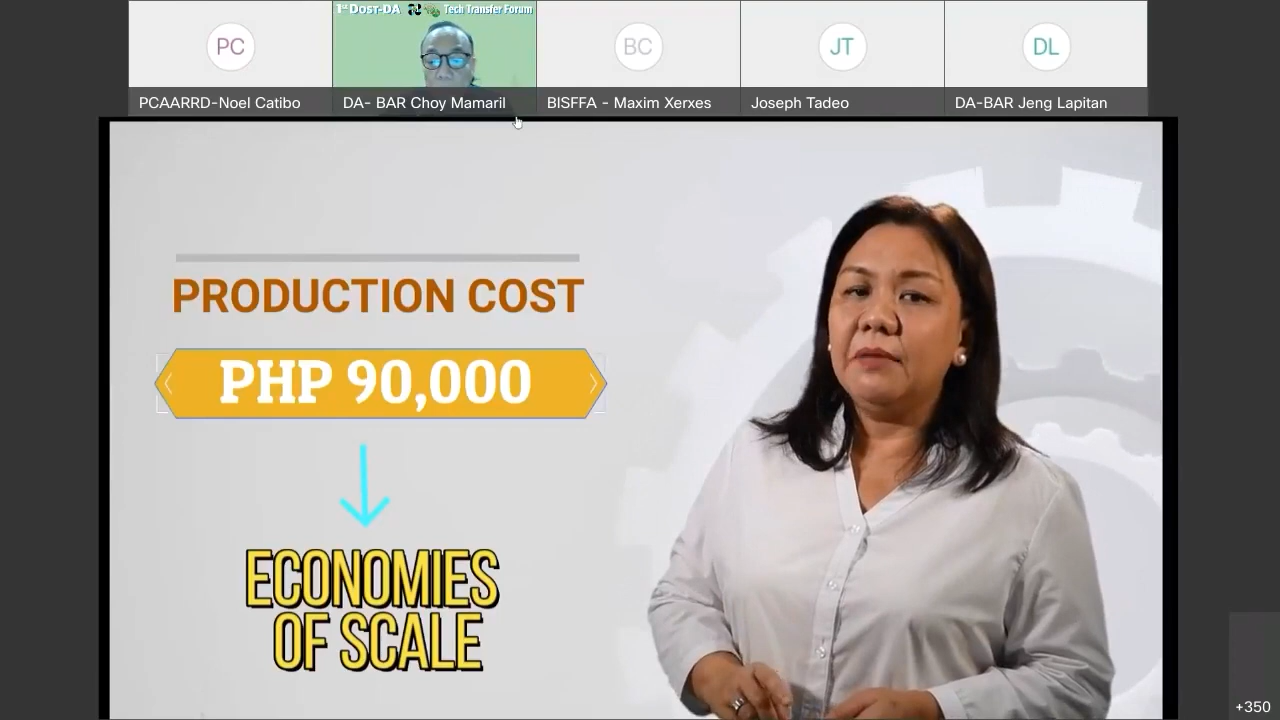 1st DOST-DA Tech Transfer Forum
PC
BC
JT
DL
PCAARRD-Noel Catibo
DA- BAR Choy Mamaril
BISFFA - Maxim Xerxes
Joseph Tadeo
DA-BAR Jeng Lapitan
PRODUCTION COST
PHP 90,000
ECONOMIES
OF SCALE
+350